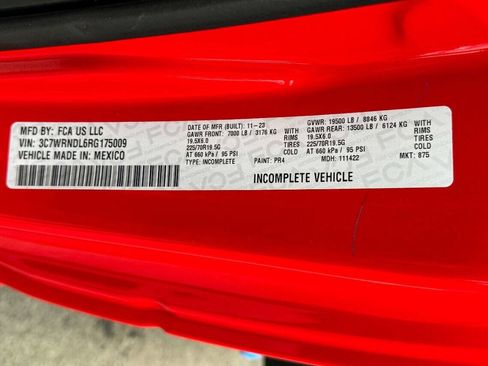 MFD BY: FCA US LLC
VIN: 3C7WRNDL6RG175009
VEHICLE MADE IN: MEXICO
DATE OF MFR (BUILT): 11-23
GAWR FRONT: 7000 LB / 3176 KG WITH
19.5X6.0 RIMS
225/70R19.5G TIRES
AT 660 kPa / 95 PSI COLD
TYPE: INCOMPLETE PAINT: PR4
GVWR: 19500 LB / 8846 KG
GAWR REAR: 13500 LB / 6124 KG WITH
19.5X6.0 RIMS
225/70R19.5G TIRES
AT 660 kPa / 95 PSI COLD
MDH: 111422 MKT: 875
INCOMPLETE VEHICLE